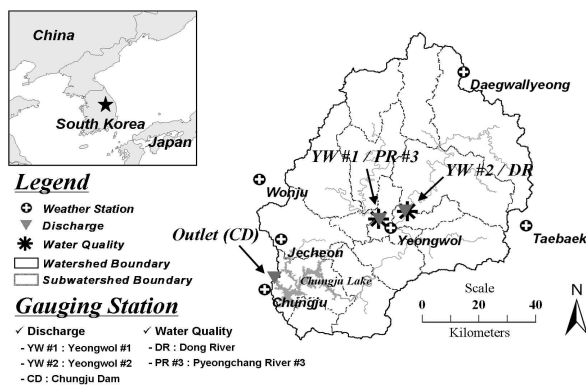 China
South Korea
Japan
Daegwallyeong
YW #1 / PR #3
YW #2 / DR
Wonju
Taebaek
Yeongwol
Outlet (CD)
Jecheon
Chungju Lake
Chungju
Legend
Weather Station
Discharge
Water Quality
Watershed Boundary
Subwatershed Boundary
Gauging Station
✓ Discharge
- YW #1 : Yeongwol #1
- YW #2 : Yeongwol #2
- CD : Chungju Dam
✓ Water Quality
- DR : Dong River
- PR #3 : Pyeongchang River #3
Scale
0 20 40
Kilometers
N